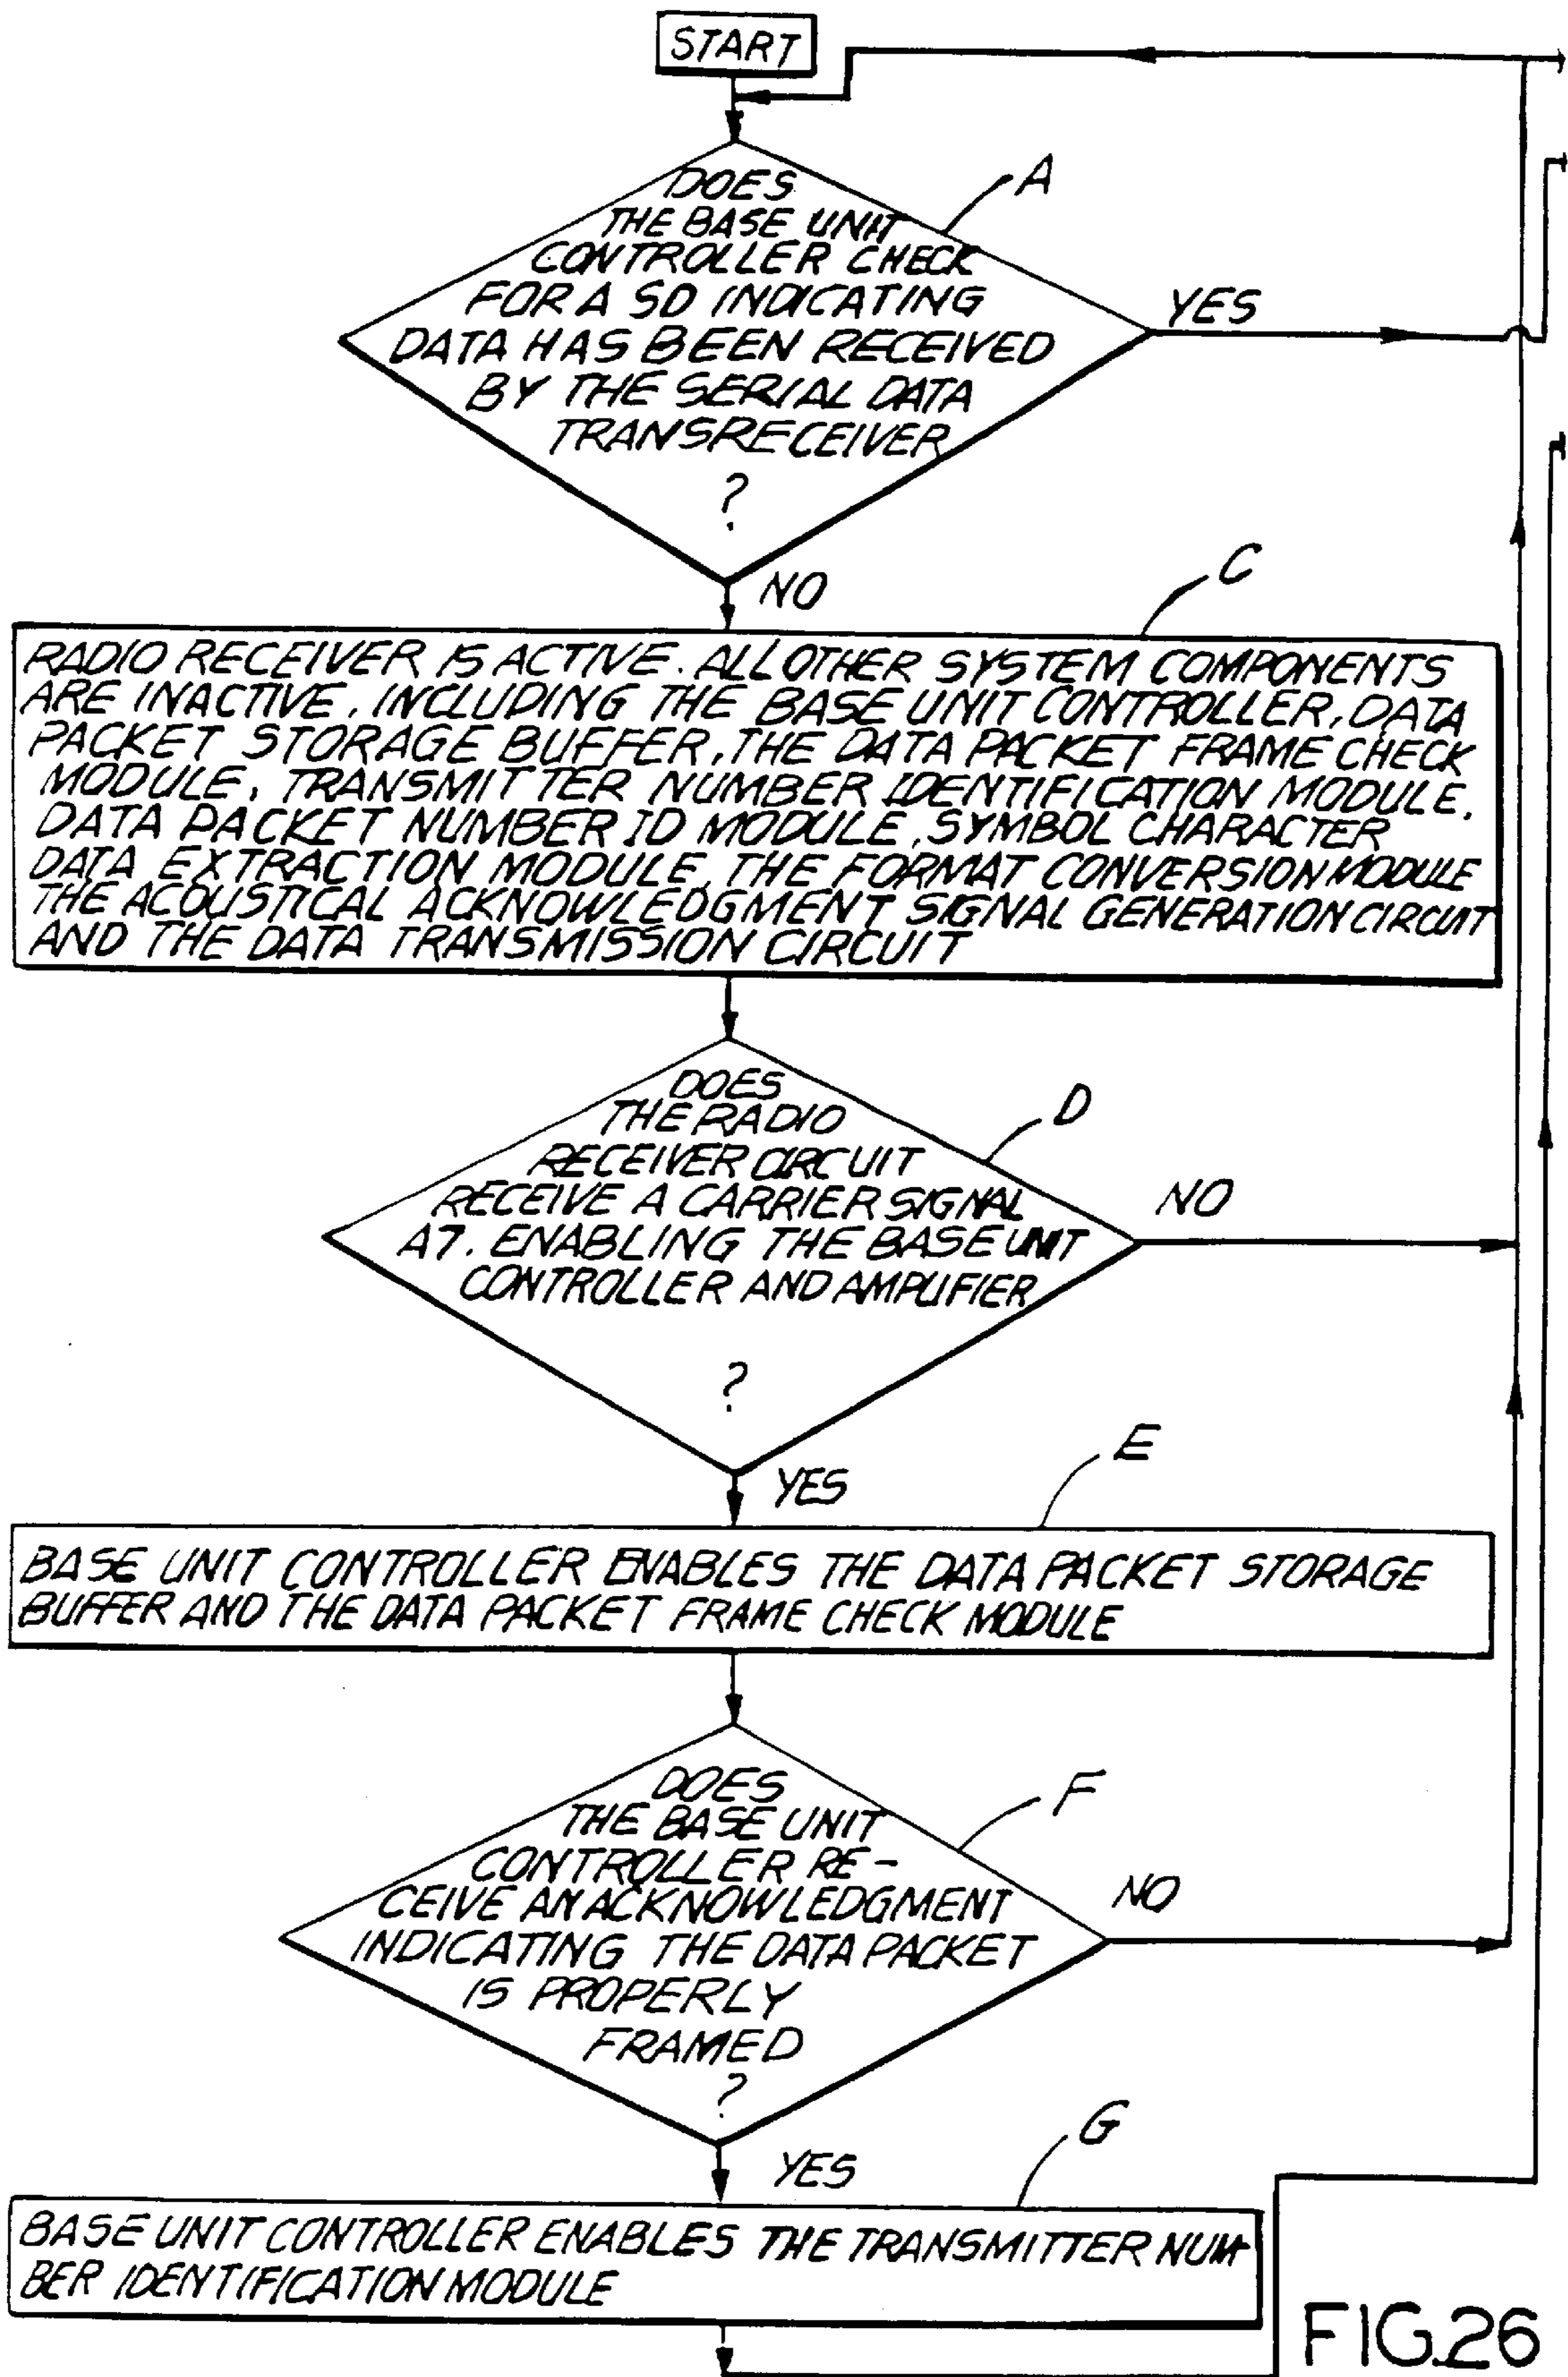 START
A
DOES
THE BASE UNIT
CONTROLLER CHECK
FOR A SD INDICATING
DATA HAS BEEN RECEIVED
BY THE SERIAL DATA
TRANSRECEIVER
?
YES
NO
C
RADIO RECEIVER IS ACTIVE. ALL OTHER SYSTEM COMPONENTS
ARE INACTIVE, INCLUDING THE BASE UNIT CONTROLLER, DATA
PACKET STORAGE BUFFER, THE DATA PACKET FRAME CHECK
MODULE, TRANSMITTER NUMBER IDENTIFICATION MODULE,
DATA PACKET NUMBER ID MODULE, SYMBOL CHARACTER
DATA EXTRACTION MODULE, THE FORMAT CONVERSION MODULE
THE ACOUSTICAL ACKNOWLEDGMENT SIGNAL GENERATION CIRCUIT
AND THE DATA TRANSMISSION CIRCUIT
D
DOES
THE RADIO
RECEIVER CIRCUIT
RECEIVE A CARRIER SIGNAL
A7. ENABLING THE BASE UNIT
CONTROLLER AND AMPLIFIER
?
NO
YES
E
BASE UNIT CONTROLLER ENABLES THE DATA PACKET STORAGE
BUFFER AND THE DATA PACKET FRAME CHECK MODULE
F
DOES
THE BASE UNIT
CONTROLLER RE-
CEIVE AN ACKNOWLEDGMENT
INDICATING THE DATA PACKET
IS PROPERLY
FRAMED
?
NO
YES
G
BASE UNIT CONTROLLER ENABLES THE TRANSMITTER NUM
BER IDENTIFICATION MODULE
FIG.26